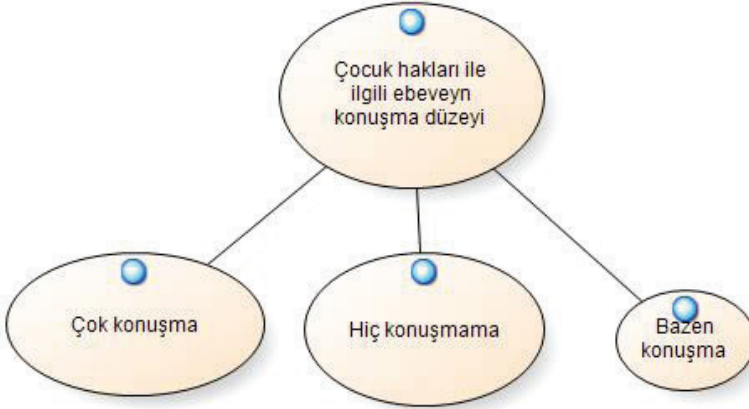 Çocuk hakları ile
ilgili ebeveyn
konuşma düzeyi
Çok konuşma
Hiç konuşmama
Bazen
konuşma